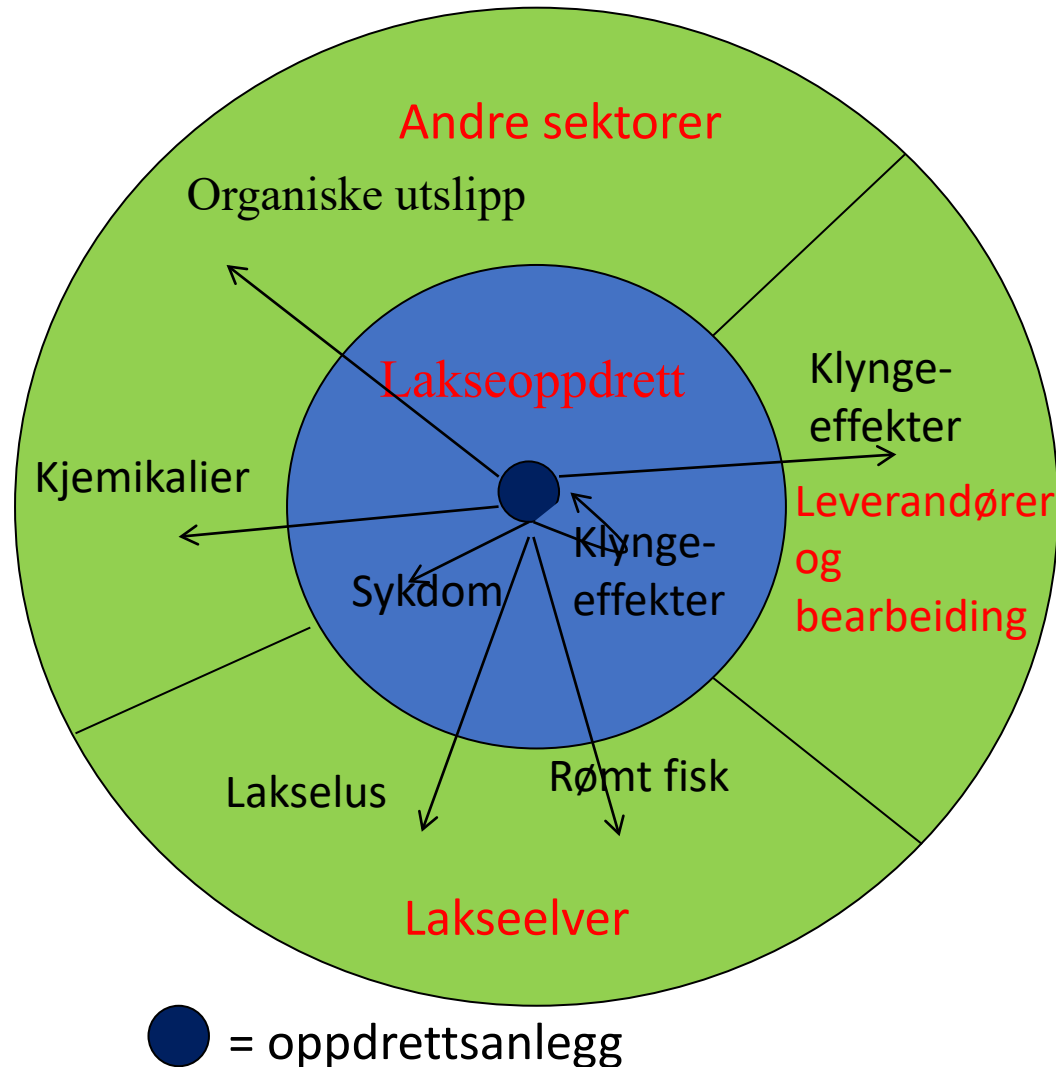 Andre sektorer
Organiske utslipp
Lakseoppdrett
Klynge-
effekter
Kjemikalier
Leverandører
og
bearbeiding
Klynge-
effekter
Sykdom
Lakselus
Rømt fisk
Lakseelver
= oppdrettsanlegg